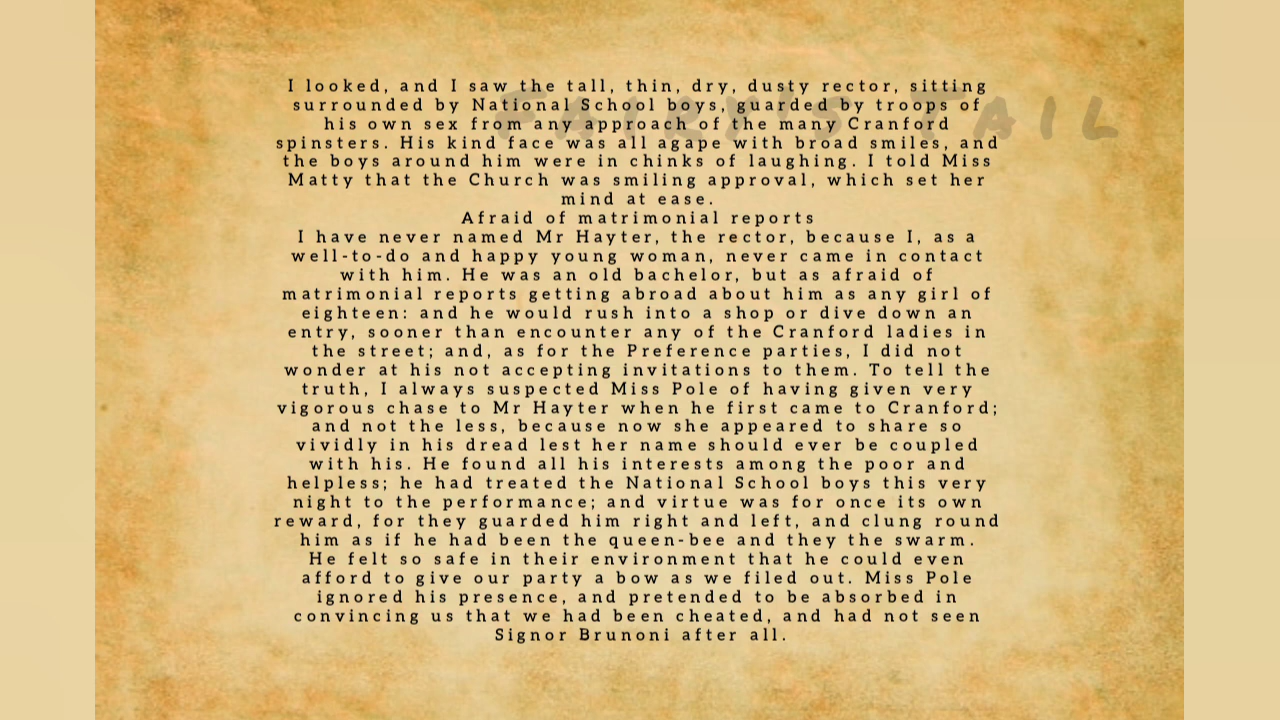 FAIRY'S TAIL
I looked, and I saw the tall, thin, dry, dusty rector, sitting
surrounded by National School boys, guarded by troops of
his own sex from any approach of the many Cranford
spinsters. His kind face was all agape with broad smiles, and
the boys around him were in chinks of laughing. I told Miss
Matty that the Church was smiling approval, which set her
mind at ease.
Afraid of matrimonial reports
I have never named Mr Hayter, the rector, because I, as a
well-to-do and happy young woman, never came in contact
with him. He was an old bachelor, but as afraid of
matrimonial reports getting abroad about him as any girl of
eighteen: and he would rush into a shop or dive down an
entry, sooner than encounter any of the Cranford ladies in
the street; and, as for the Preference parties, I did not
wonder at his not accepting invitations to them. To tell the
truth, I always suspected Miss Pole of having given very
vigorous chase to Mr Hayter when he first came to Cranford;
and not the less, because now she appeared to share so
vividly in his dread lest her name should ever be coupled
with his. He found all his interests among the poor and
helpless; he had treated the National School boys this very
night to the performance; and virtue was for once its own
reward, for they guarded him right and left, and clung round
him as if he had been the queen-bee and they the swarm.
He felt so safe in their environment that he could even
afford to give our party a bow as we filed out. Miss Pole
ignored his presence, and pretended to be absorbed in
convincing us that we had been cheated, and had not seen
Signor Brunoni after all.